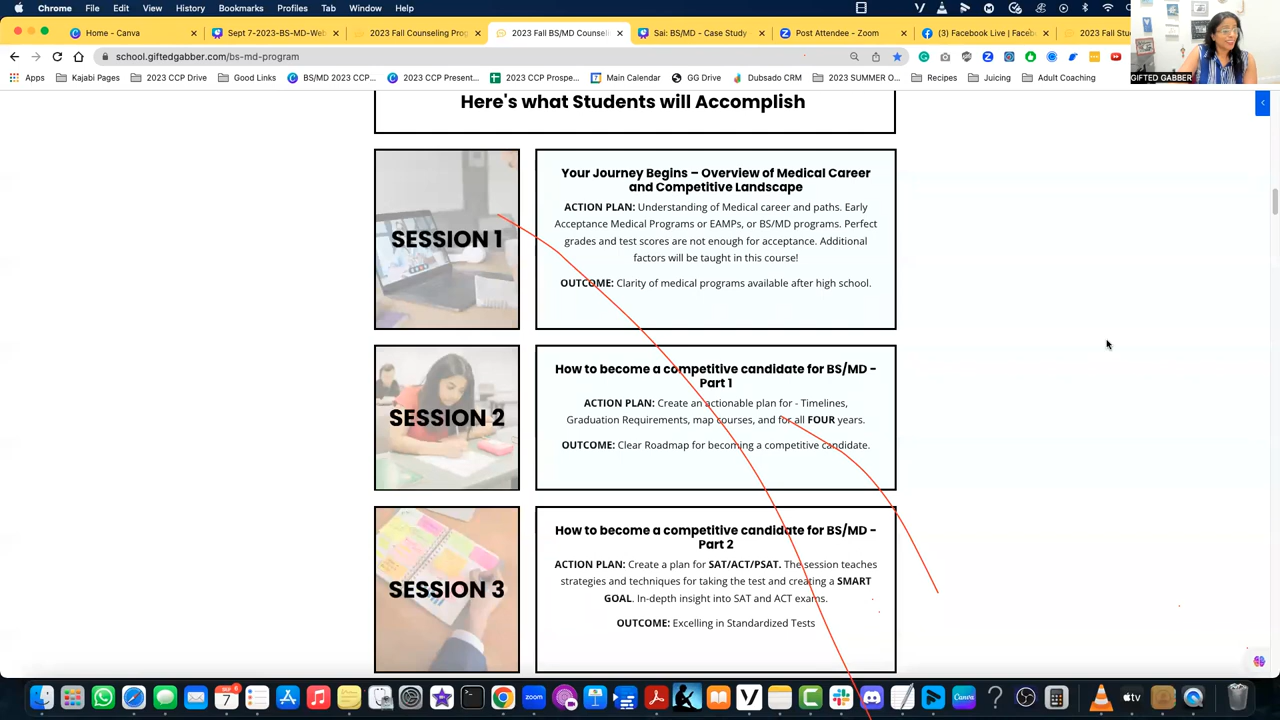 Chrome File Edit View History Bookmarks Profiles Tab Window Help
Home - Canva
Sept 7-2023-BS-MD-Web
2023 Fall Counseling Prog
2023 Fall BS/MD Counseli
Sai: BS/MD - Case Study
Post Attendee - Zoom
(3) Facebook Live | Faceb
2023 Fall Stu
school.giftedgabber.com/bs-md-program
Apps Kajabi Pages 2023 CCP Drive Good Links BS/MD 2023 CCP... 2023 CCP Present... 2023 CCP Prospe... Main Calendar GG Drive Dubsado CRM 2023 SUMMER O... Recipes Juicing Adult Coaching
GIFTED GABBER
Here's what Students will Accomplish
SESSION 1
Your Journey Begins – Overview of Medical Career
and Competitive Landscape
ACTION PLAN: Understanding of Medical career and paths. Early
Acceptance Medical Programs or EAMPs, or BS/MD programs. Perfect
grades and test scores are not enough for acceptance. Additional
factors will be taught in this course!
OUTCOME: Clarity of medical programs available after high school.
SESSION 2
How to become a competitive candidate for BS/MD -
Part 1
ACTION PLAN: Create an actionable plan for - Timelines,
Graduation Requirements, map courses, and for all FOUR years.
OUTCOME: Clear Roadmap for becoming a competitive candidate.
SESSION 3
How to become a competitive candidate for BS/MD -
Part 2
ACTION PLAN: Create a plan for SAT/ACT/PSAT. The session teaches
strategies and techniques for taking the test and creating a SMART
GOAL. In-depth insight into SAT and ACT exams.
OUTCOME: Excelling in Standardized Tests
SEP 6
7
zoom
Canva
tv